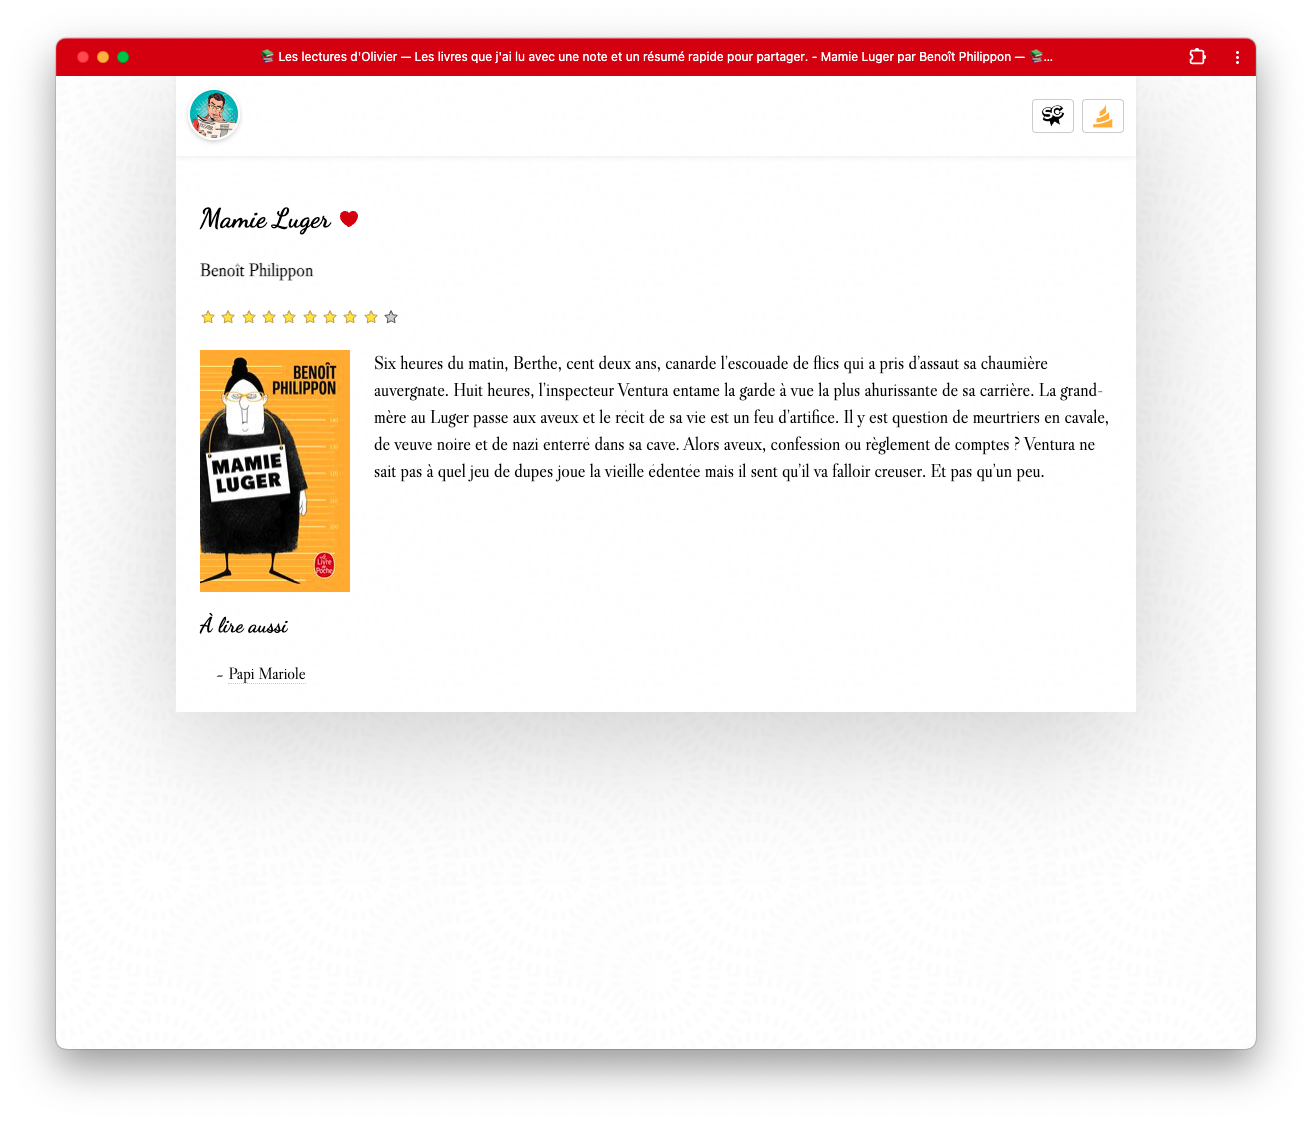 📚 Les lectures d'Olivier — Les livres que j'ai lu avec une note et un résumé rapide pour partager. - Mamie Luger par Benoît Philippon — 📚...
SC
Mamie Luger ❤
Benoît Philippon
Six heures du matin, Berthe, cent deux ans, canarde l'escouade de flics qui a pris d'assaut sa chaumière
auvergnate. Huit heures, l'inspecteur Ventura entame la garde à vue la plus ahurissante de sa carrière. La grand-
mère au Luger passe aux aveux et le récit de sa vie est un feu d'artifice. Il y est question de meurtriers en cavale,
de veuve noire et de nazi enterré dans sa cave. Alors aveux, confession ou règlement de comptes ? Ventura ne
sait pas à quel jeu de dupes joue la vieille édentée mais il sent qu'il va falloir creuser. Et pas qu'un peu.
BENOÎT
PHILIPPON
MAMIE
LUGER
Le
Livre
de
Poche
À lire aussi
~ Papi Mariole